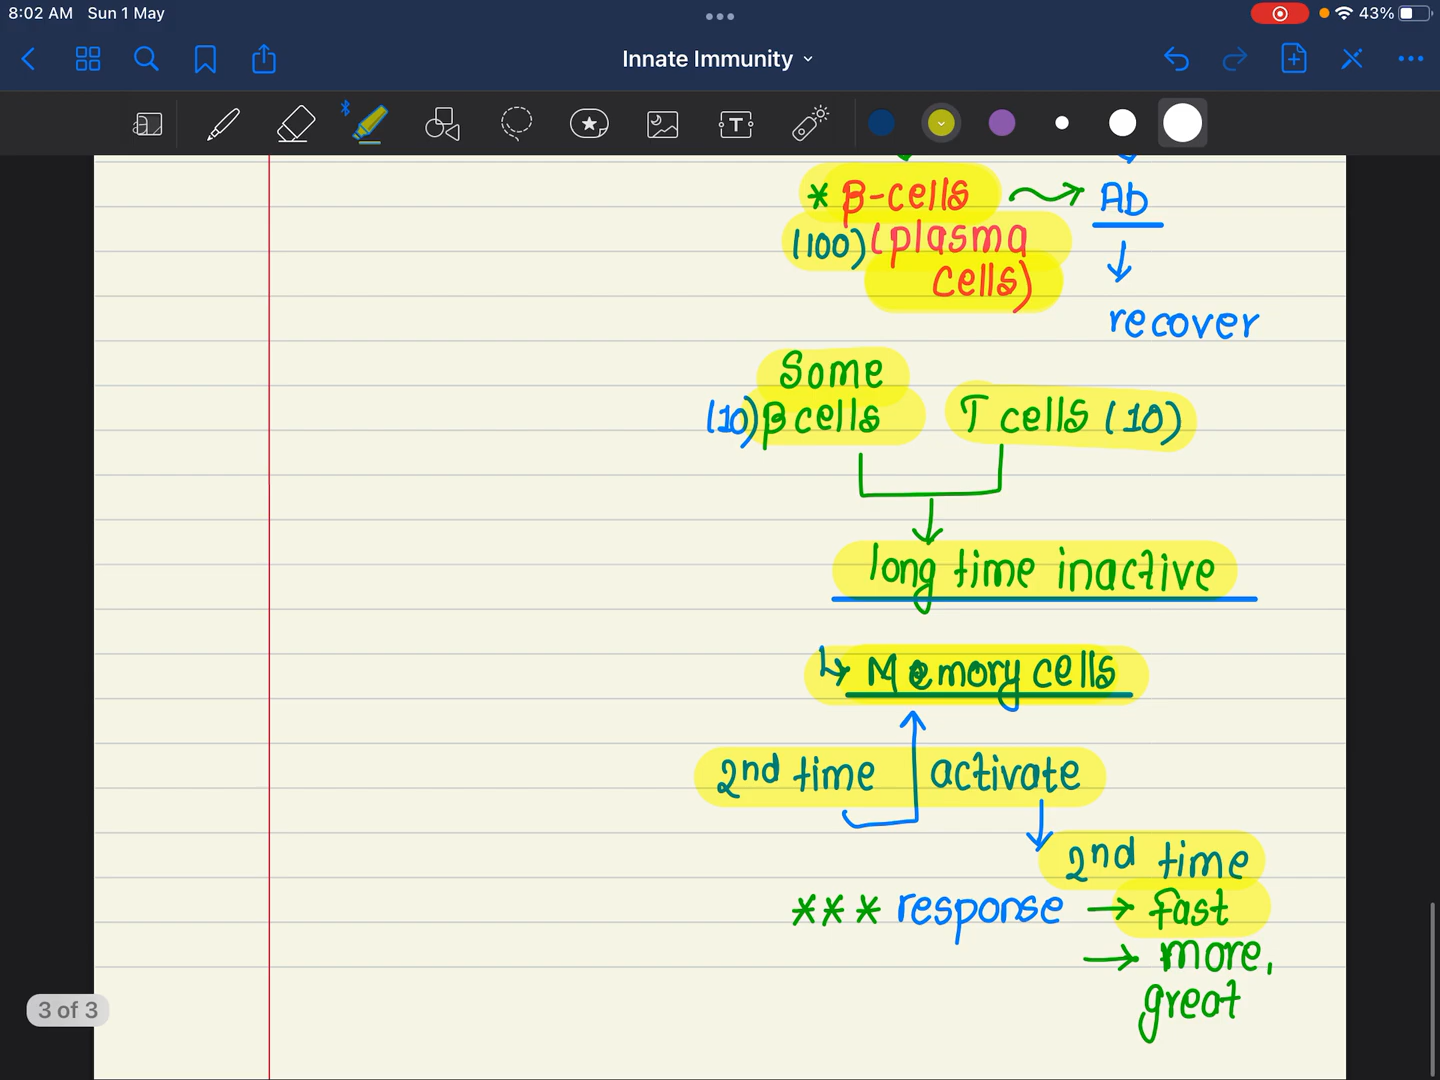 8:02 AM Sun 1 May
43%
Innate Immunity
T
* β-cells → Ab
(100) (plasma
cells)
recover
Some
(10) β cells T cells (10)
long time inactive
↳ Memory cells
2nd time activate
2nd time
*** response → fast
→ more,
great
3 of 3